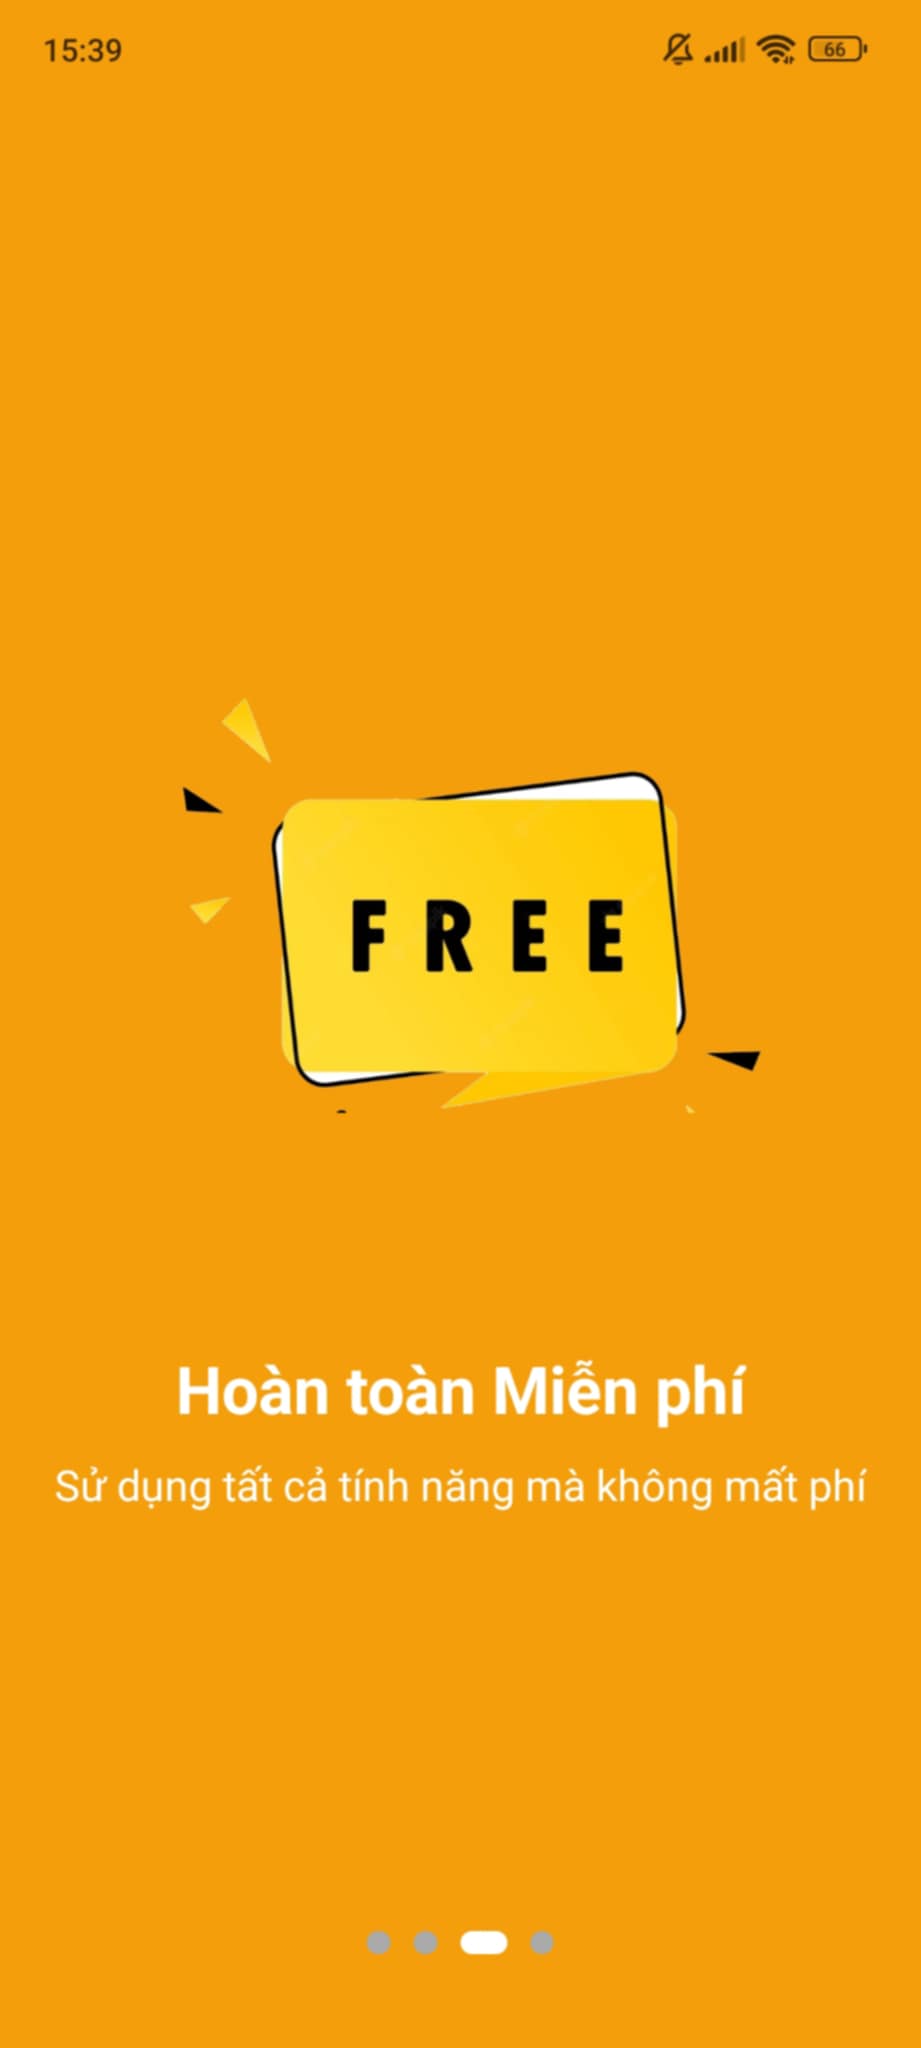 15:39
66
FREE
Hoàn toàn Miễn phí
Sử dụng tất cả tính năng mà không mất phí